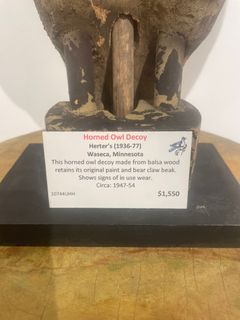 Horned Owl Decoy
Herter's (1936-77)
Waseca, Minnesota
This horned owl decoy made from balsa wood
retains its original paint and bear claw beak.
Shows signs of in use wear.
Circa: 1947-54
$1,550